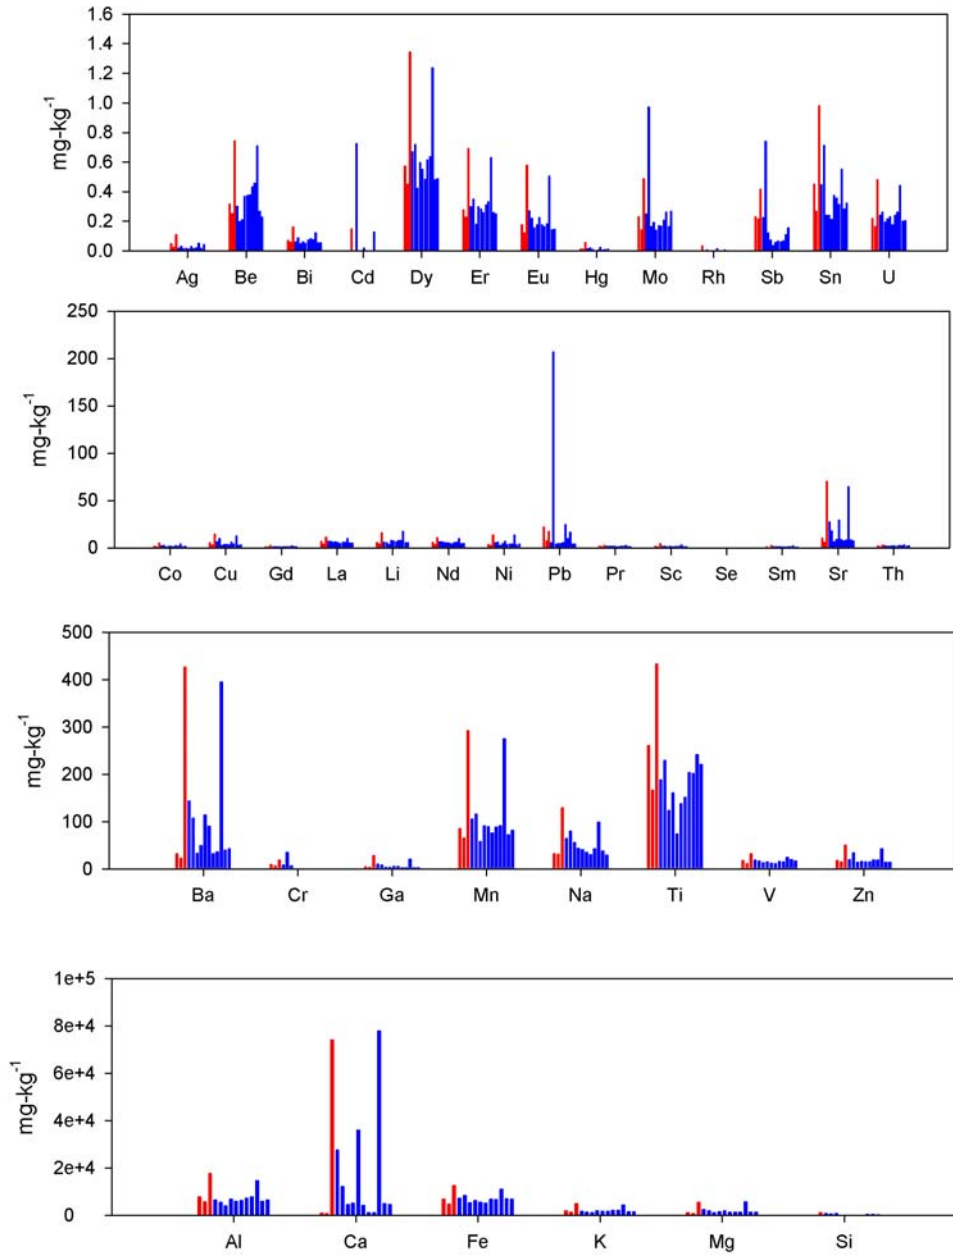 1.6
1.4
1.2
1.0
0.8
0.6
0.4
0.2
0.0
mg-kg⁻¹
Ag Be Bi Cd Dy Er Eu Hg Mo Rh Sb Sn U
250
200
150
100
50
0
mg-kg⁻¹
Co Cu Gd La Li Nd Ni Pb Pr Sc Se Sm Sr Th
500
400
300
200
100
0
mg-kg⁻¹
Ba Cr Ga Mn Na Ti V Zn
1e+5
8e+4
6e+4
4e+4
2e+4
0
mg-kg⁻¹
Al Ca Fe K Mg Si